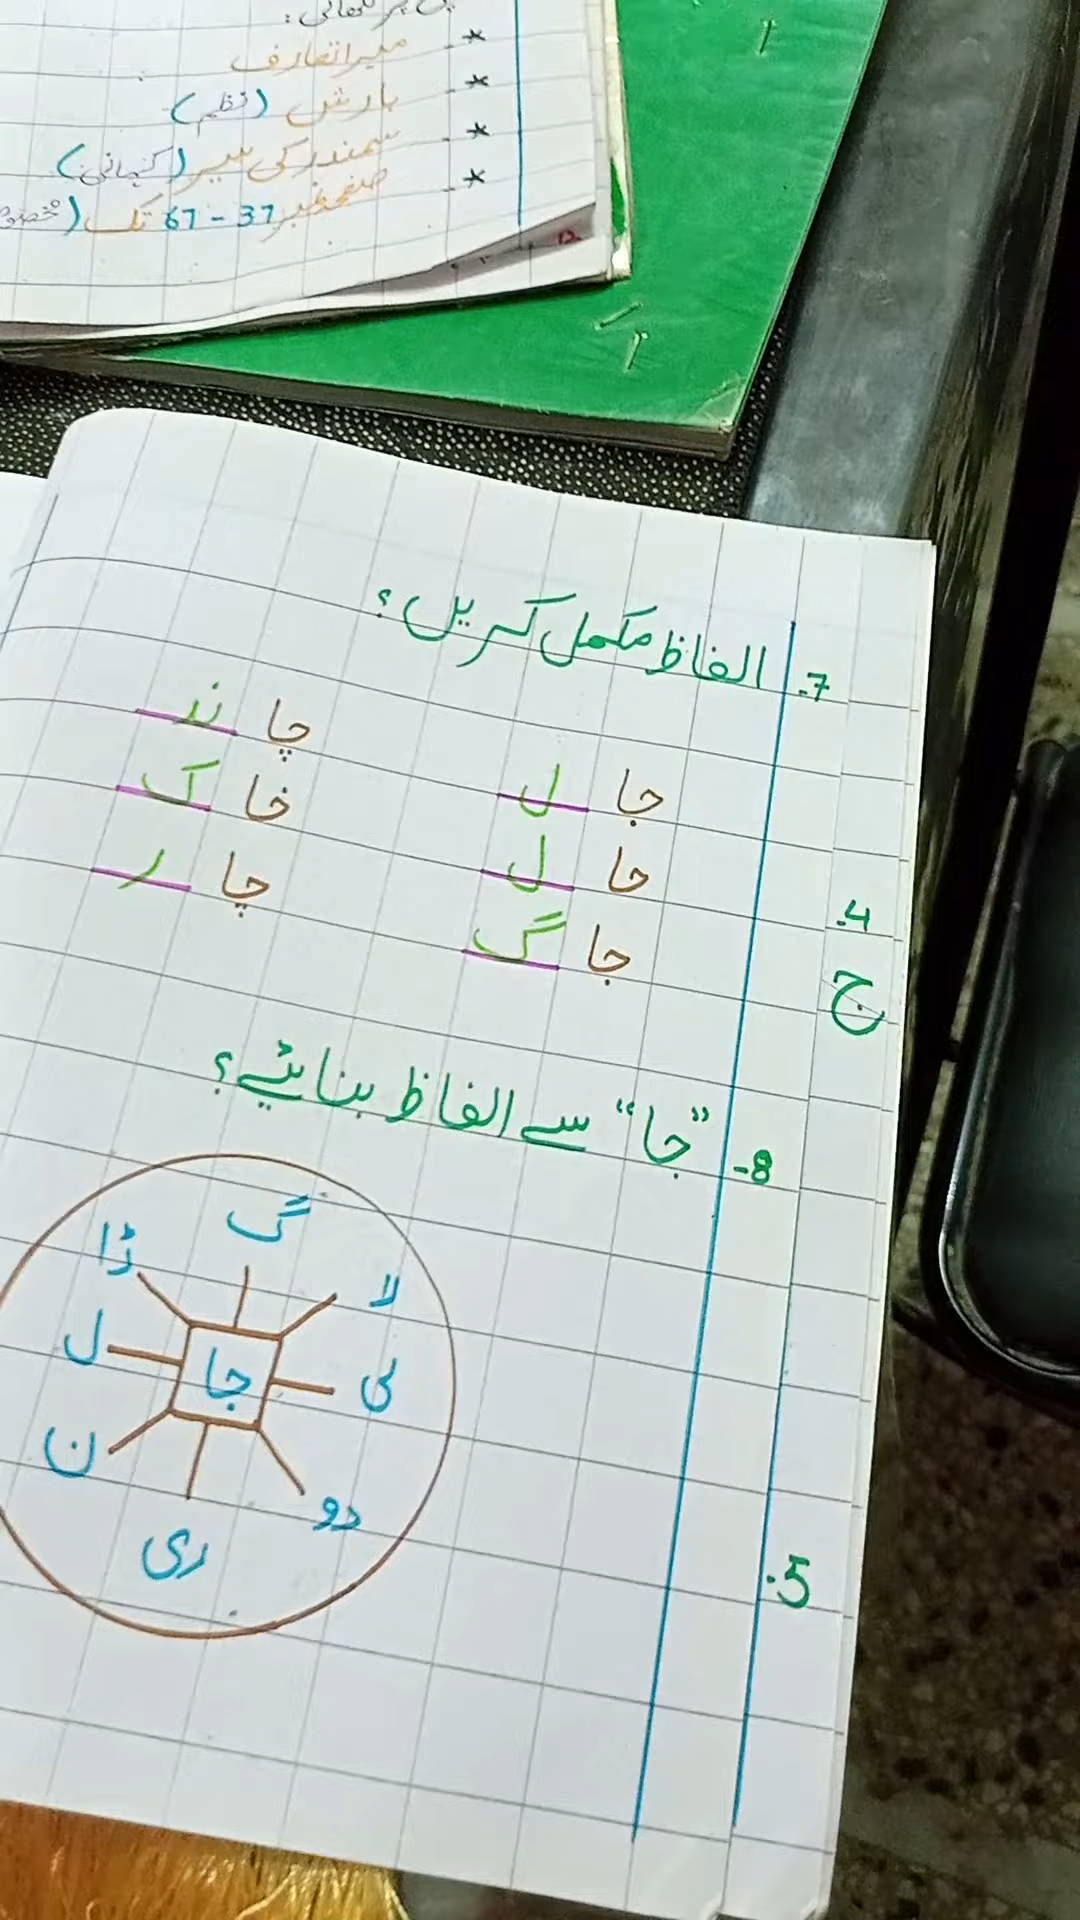 * میرا تعارف
* بارش (نظم)
* سمندر کی سیر (کہانی)
* صفحہ نمبر 37 - 67 تک
7. الفاظ مکمل کریں؟
جا ل چا ند
حا ل خا ک
جا گ چا ر
4.
ج
8- "جا" سے الفاظ بنائیے؟
گ
ڑا لا
ل جا ئی
ن دو
ری
5.